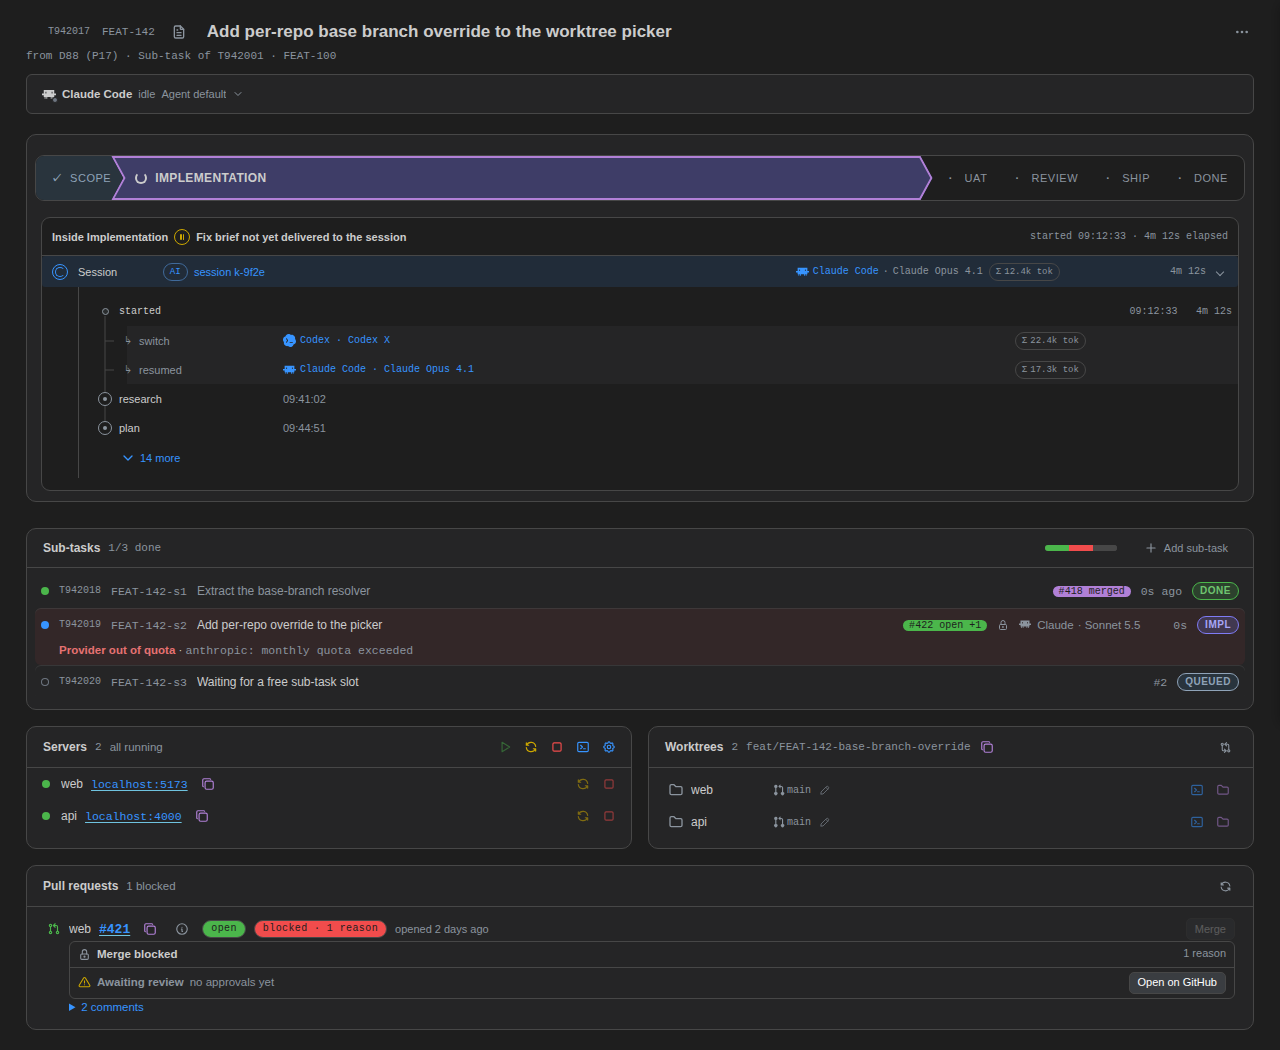 T942017 FEAT-142 Add per-repo base branch override to the worktree picker
from D88 (P17) · Sub-task of T942001 · FEAT-100
Claude Code idle Agent default
SCOPE IMPLEMENTATION · UAT · REVIEW · SHIP · DONE
Inside Implementation Fix brief not yet delivered to the session started 09:12:33 · 4m 12s elapsed
Session AI session k-9f2e Claude Code · Claude Opus 4.1 Σ 12.4k tok 4m 12s
started 09:12:33 4m 12s
↳ switch Codex · Codex X Σ 22.4k tok
↳ resumed Claude Code · Claude Opus 4.1 Σ 17.3k tok
research 09:41:02
plan 09:44:51
14 more
Sub-tasks 1/3 done Add sub-task
T942018 FEAT-142-s1 Extract the base-branch resolver #418 merged 0s ago DONE
T942019 FEAT-142-s2 Add per-repo override to the picker #422 open +1 Claude · Sonnet 5.5 0s IMPL
Provider out of quota · anthropic: monthly quota exceeded
T942020 FEAT-142-s3 Waiting for a free sub-task slot #2 QUEUED
Servers 2 all running
web localhost:5173
api localhost:4000
Worktrees 2 feat/FEAT-142-base-branch-override
web main
api main
Pull requests 1 blocked
web #421 open blocked · 1 reason opened 2 days ago Merge
Merge blocked 1 reason
Awaiting review no approvals yet Open on GitHub
2 comments